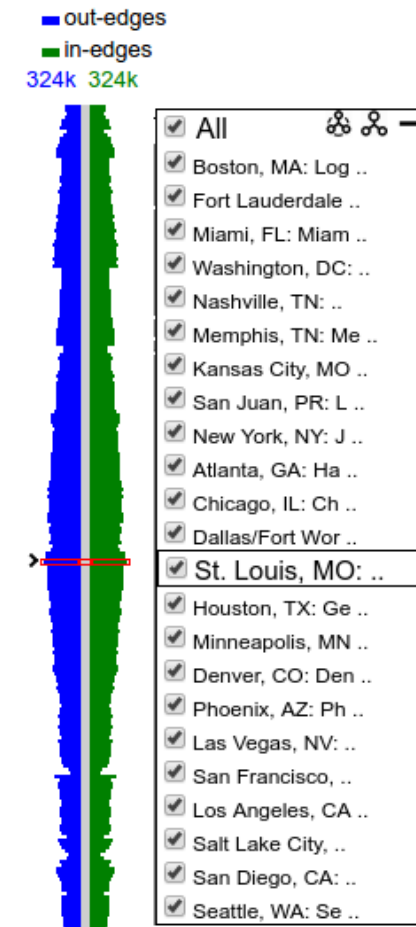 out-edges
in-edges
324k 324k
All
Boston, MA: Log ..
Fort Lauderdale ..
Miami, FL: Miam ..
Washington, DC: ..
Nashville, TN: ..
Memphis, TN: Me ..
Kansas City, MO ..
San Juan, PR: L ..
New York, NY: J ..
Atlanta, GA: Ha ..
Chicago, IL: Ch ..
Dallas/Fort Wor ..
St. Louis, MO: ..
Houston, TX: Ge ..
Minneapolis, MN ..
Denver, CO: Den ..
Phoenix, AZ: Ph ..
Las Vegas, NV: ..
San Francisco, ..
Los Angeles, CA ..
Salt Lake City, ..
San Diego, CA: ..
Seattle, WA: Se ..